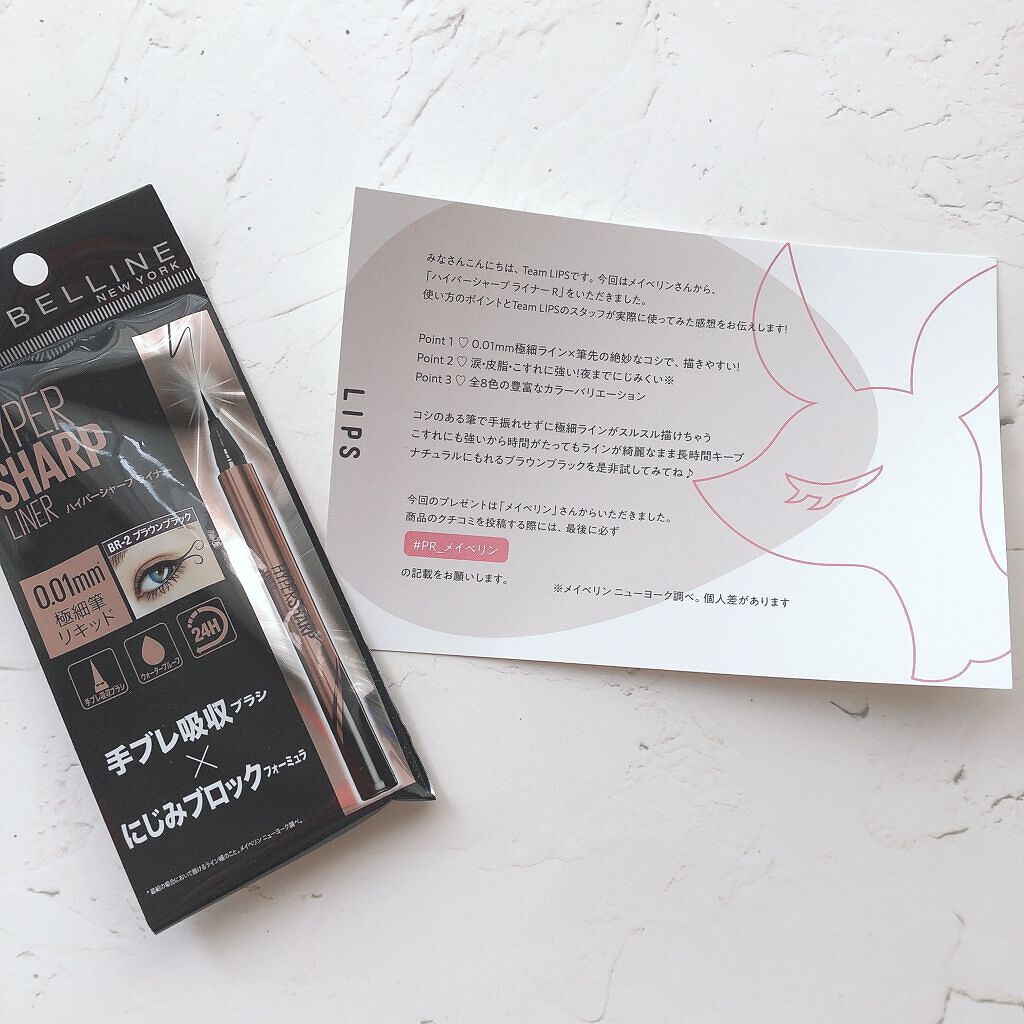 BELLINE
NEW YORK
YPER
SHARP
LINER ハイパーシャープ ライナー
BR-2 ブラウンブラック
0.01mm*
極細筆
リキッド
手ブレ吸収ブラシ
ウォータープルーフ
24H
手ブレ吸収ブラシ
×
にじみブロックフォーミュラ
メイベリン ニューヨーク調べ。
HYPER SHARP
LIPS
みなさんこんにちは、Team LIPSです。今回はメイベリンさんから、
「ハイパーシャープ ライナー R」をいただきました。
使い方のポイントとTeam LIPSのスタッフが実際に使ってみた感想をお伝えします!
Point 1 ♡ 0.01mm極細ライン×筆先の絶妙なコシで、描きやすい!
Point 2 ♡ 涙・皮脂・こすれに強い!夜までにじみくい※
Point 3 ♡ 全8色の豊富なカラーバリエーション
コシのある筆で手振れせずに極細ラインがスルスル描けちゃう
こすれにも強いから時間がたってもラインが綺麗なまま長時間キープ
ナチュラルにもれるブラウンブラックを是非試してみてね♪
今回のプレゼントは「メイベリン」さんからいただきました。
商品のクチコミを投稿する際には、最後に必ず
#PR_メイベリン
の記載をお願いします。
※メイベリン ニューヨーク調べ。個人差があります